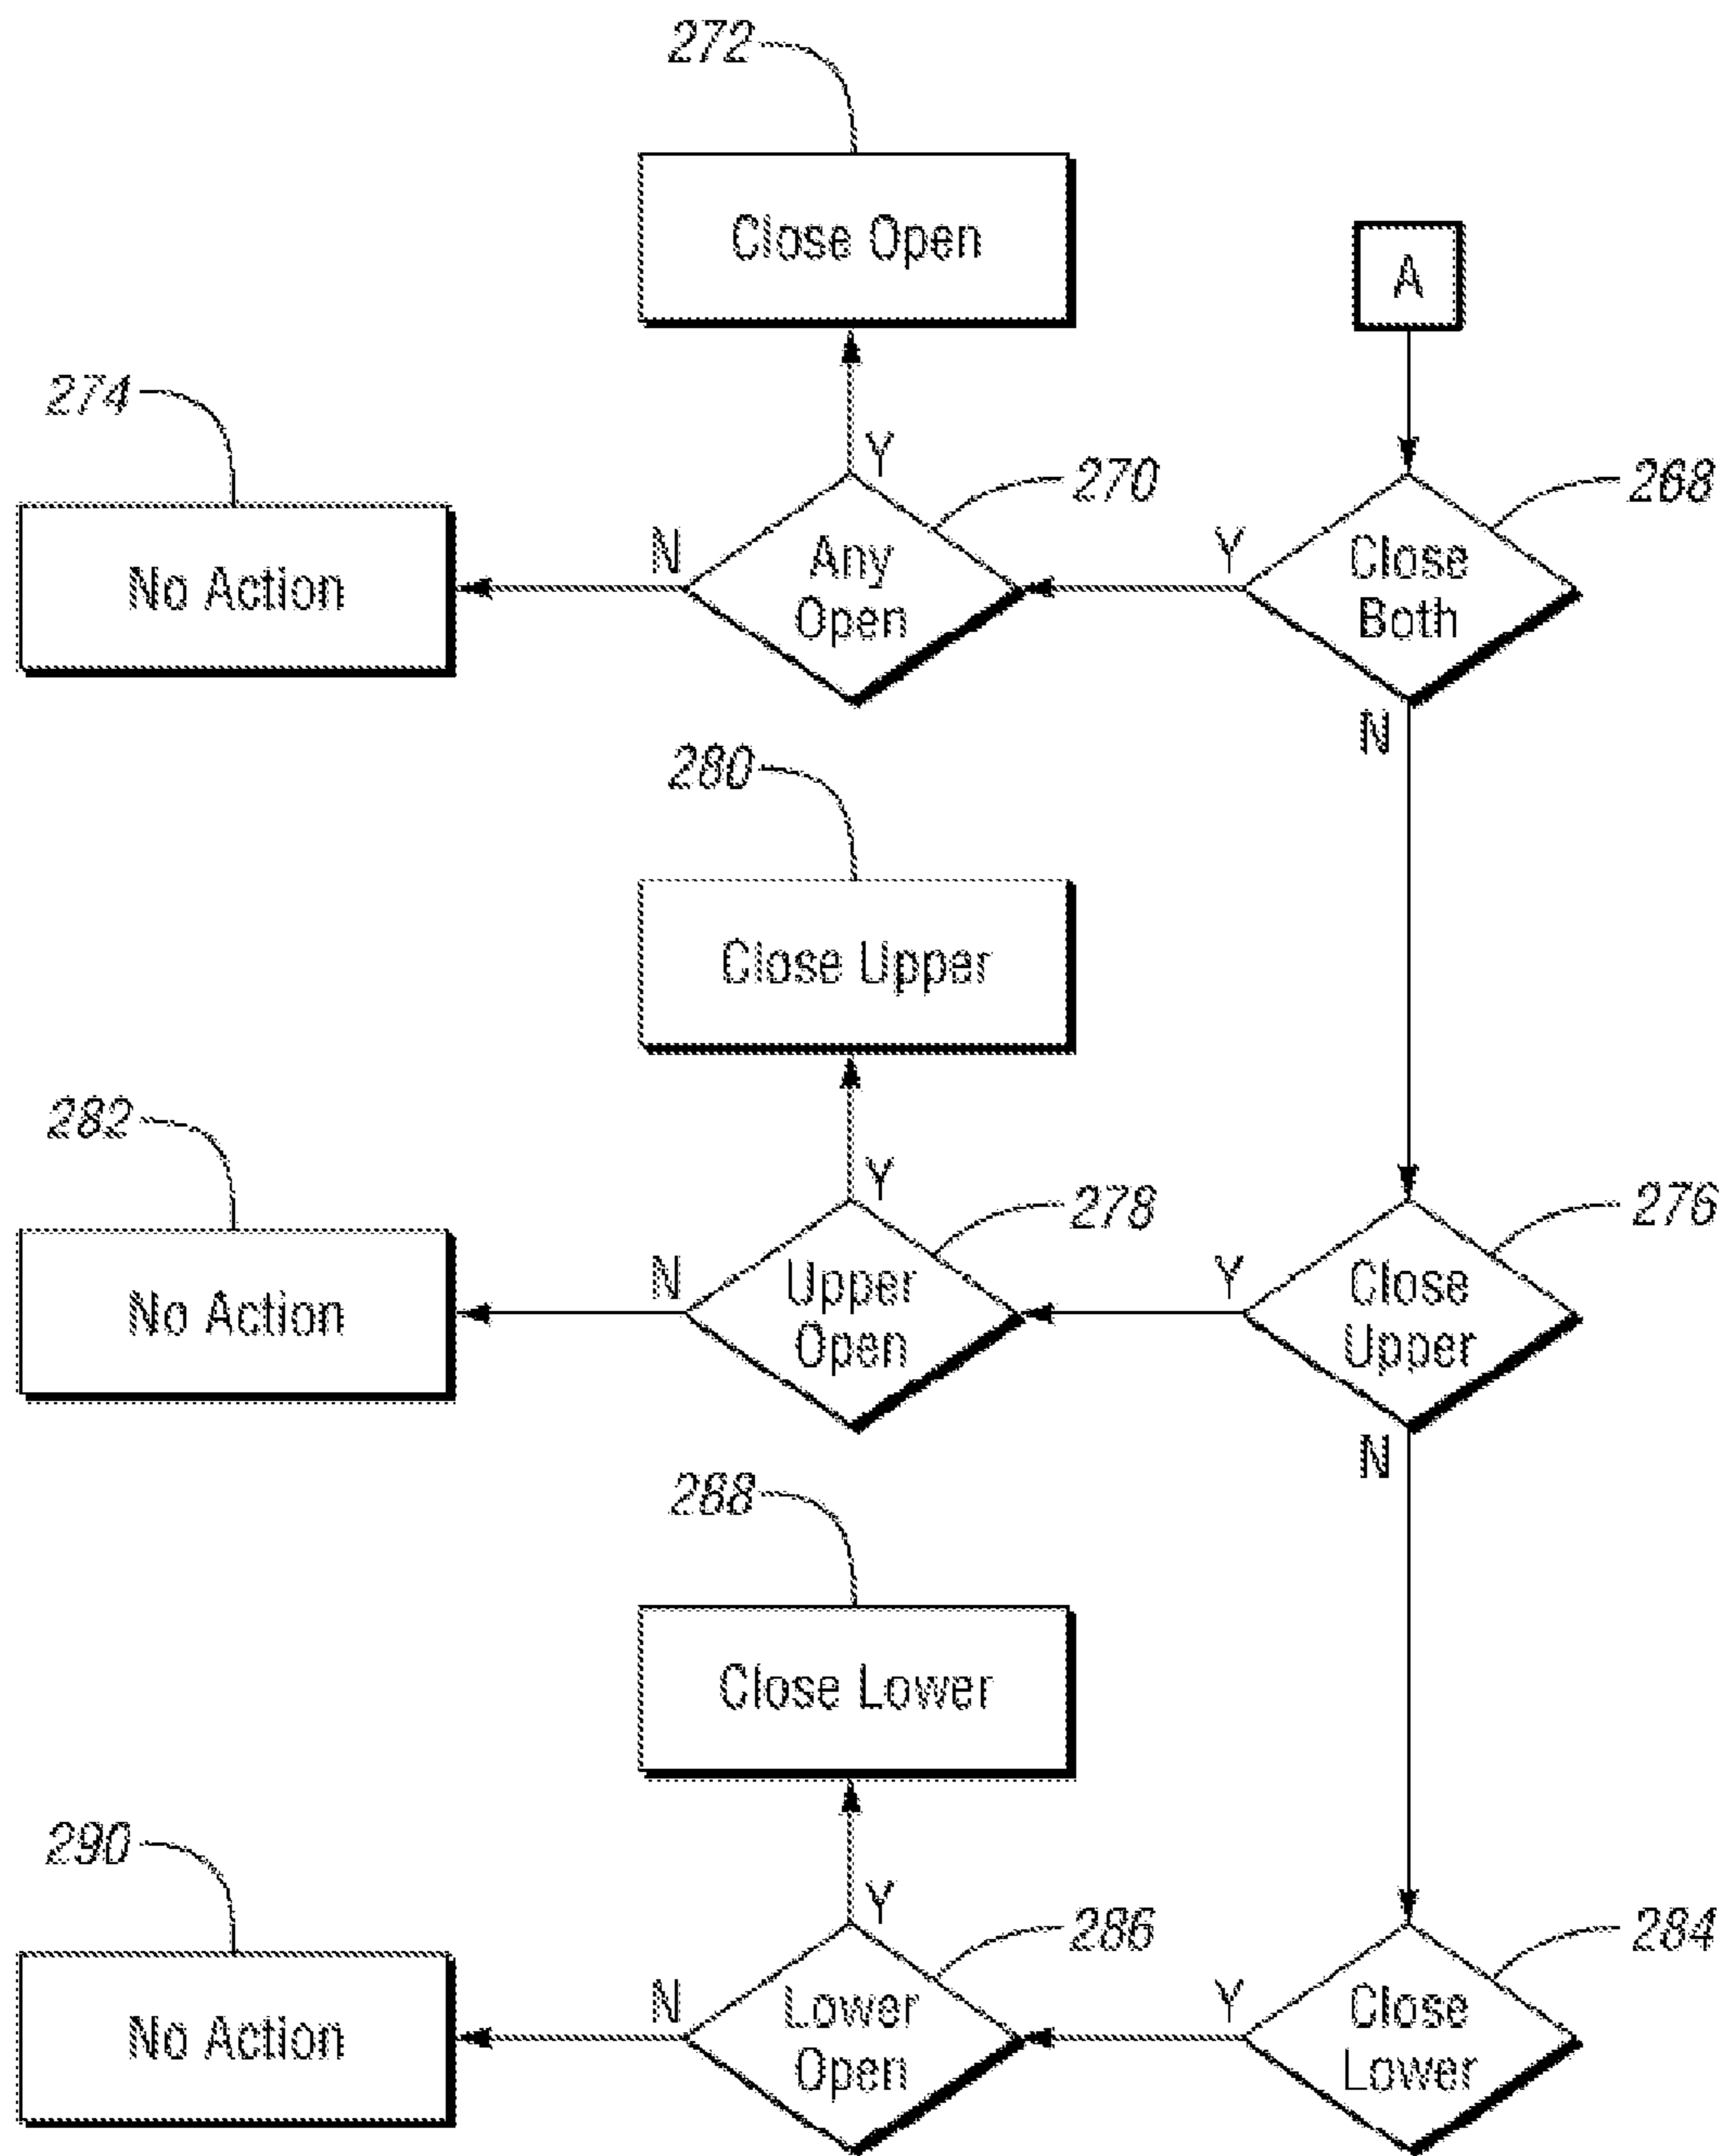 272
Close Open
A
274
Y
270
268
No Action
N
Any
Open
Y
Close
Both
N
280
Close Upper
282
Y
278
276
No Action
N
Upper
Open
Y
Close
Upper
N
288
Close Lower
290
Y
286
284
No Action
N
Lower
Open
Y
Close
Lower